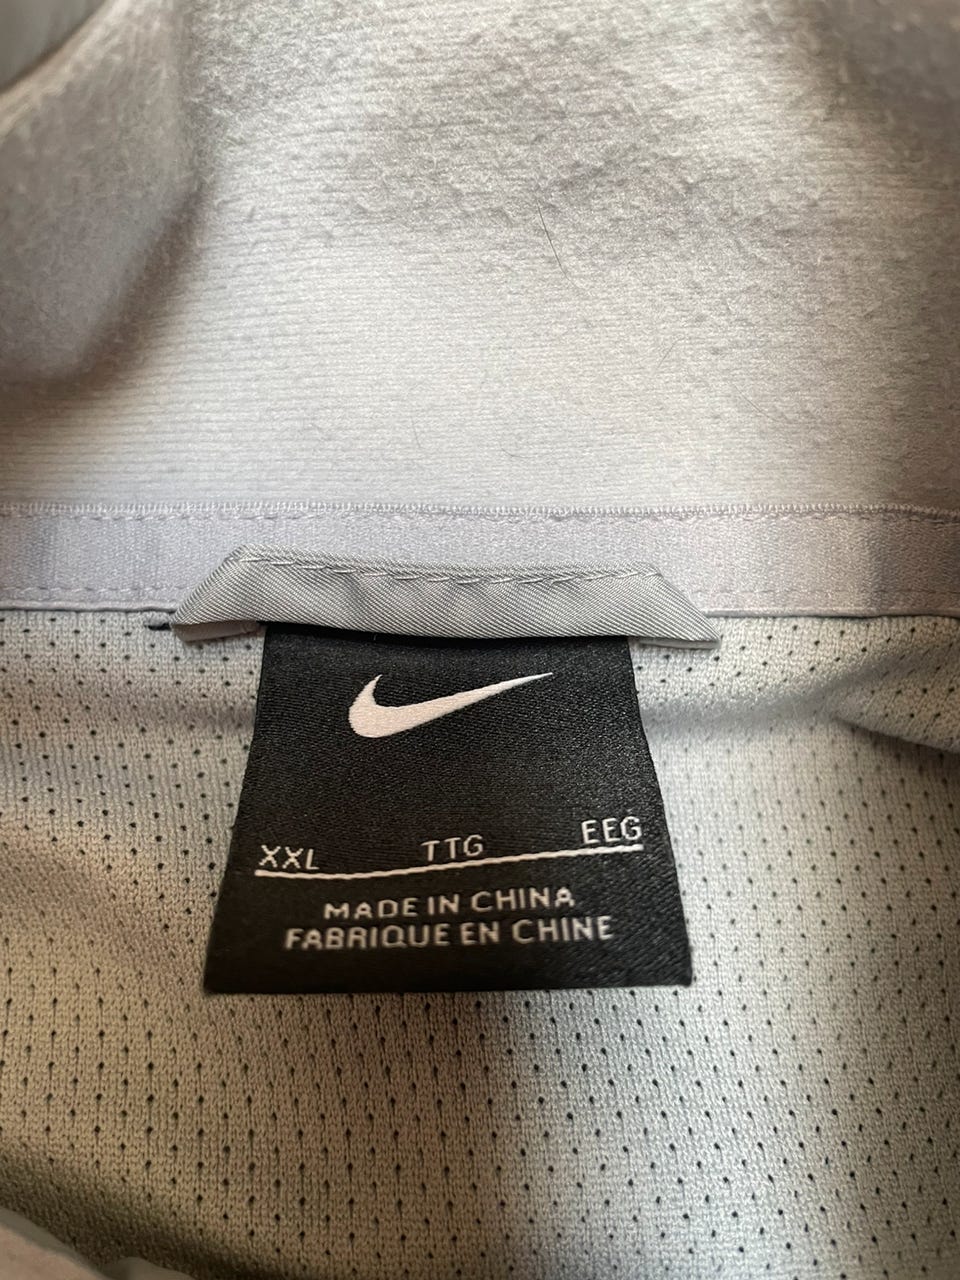 XXL TTG EEG
MADE IN CHINA
FABRIQUE EN CHINE